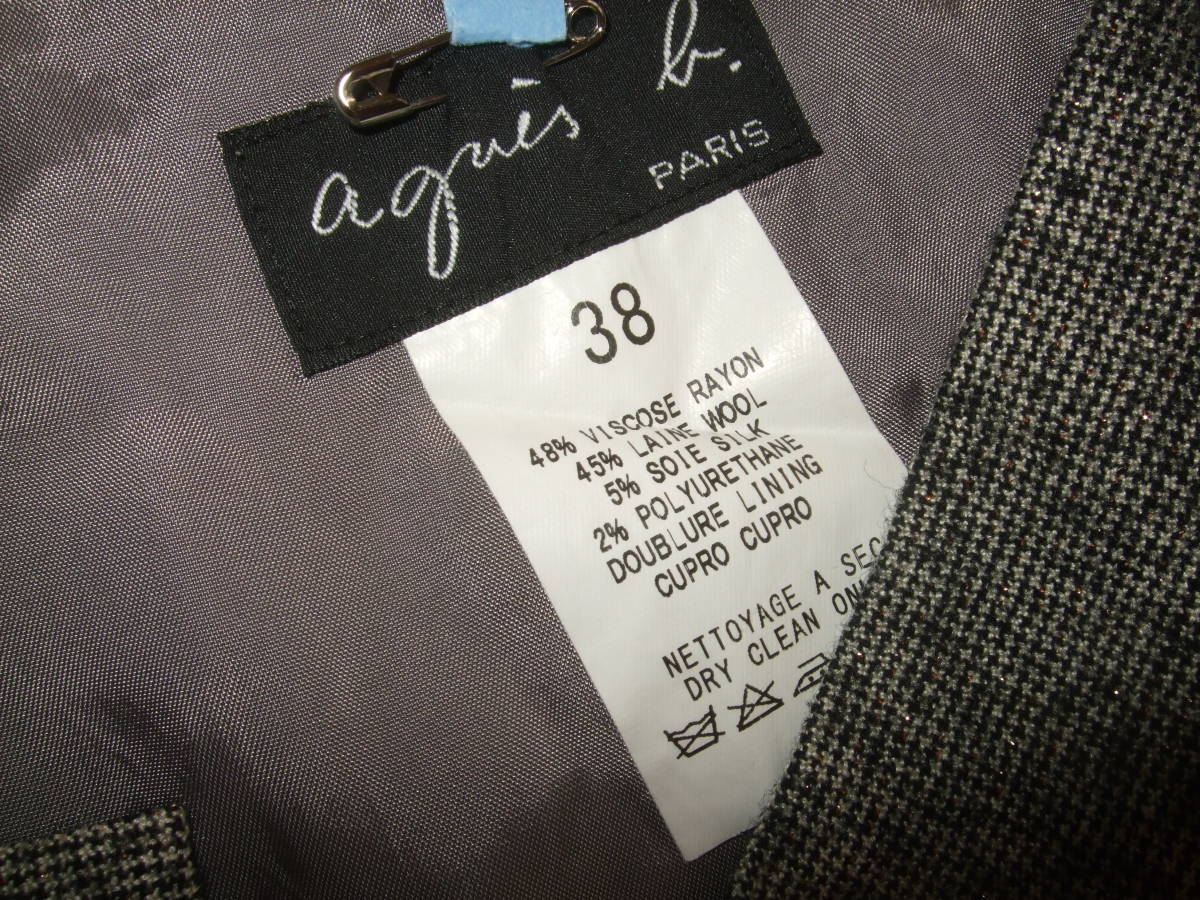 agnès b.
PARIS
38
48% VISCOSE RAYON
45% LAINE WOOL
5% SOIE SILK
2% POLYURETHANE
DOUBLURE LINING
CUPRO CUPRO
NETTOYAGE A SEC
DRY CLEAN